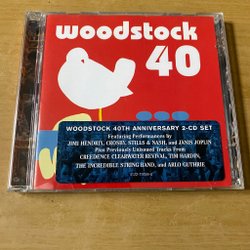 woodstock
40
WOODSTOCK 40TH ANNIVERSARY 2-CD SET
Featuring Performances by
JIMI HENDRIX, CROSBY, STILLS & NASH, and JANIS JOPLIN
Plus Previously Unissued Tracks From
CREEDENCE CLEARWATER REVIVAL, TIM HARDIN,
THE INCREDIBLE STRING BAND, and ARLO GUTHRIE